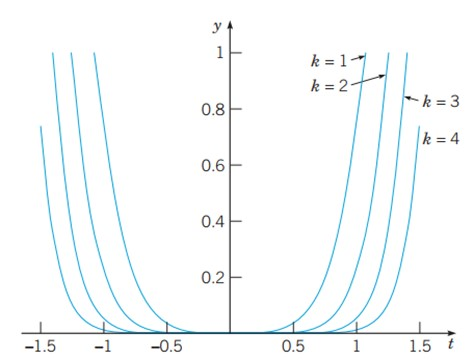 y
1
k = 1
k = 2
0.8
k = 3
k = 4
0.6
0.4
0.2
–1.5 –1 –0.5 0.5 1 1.5 t